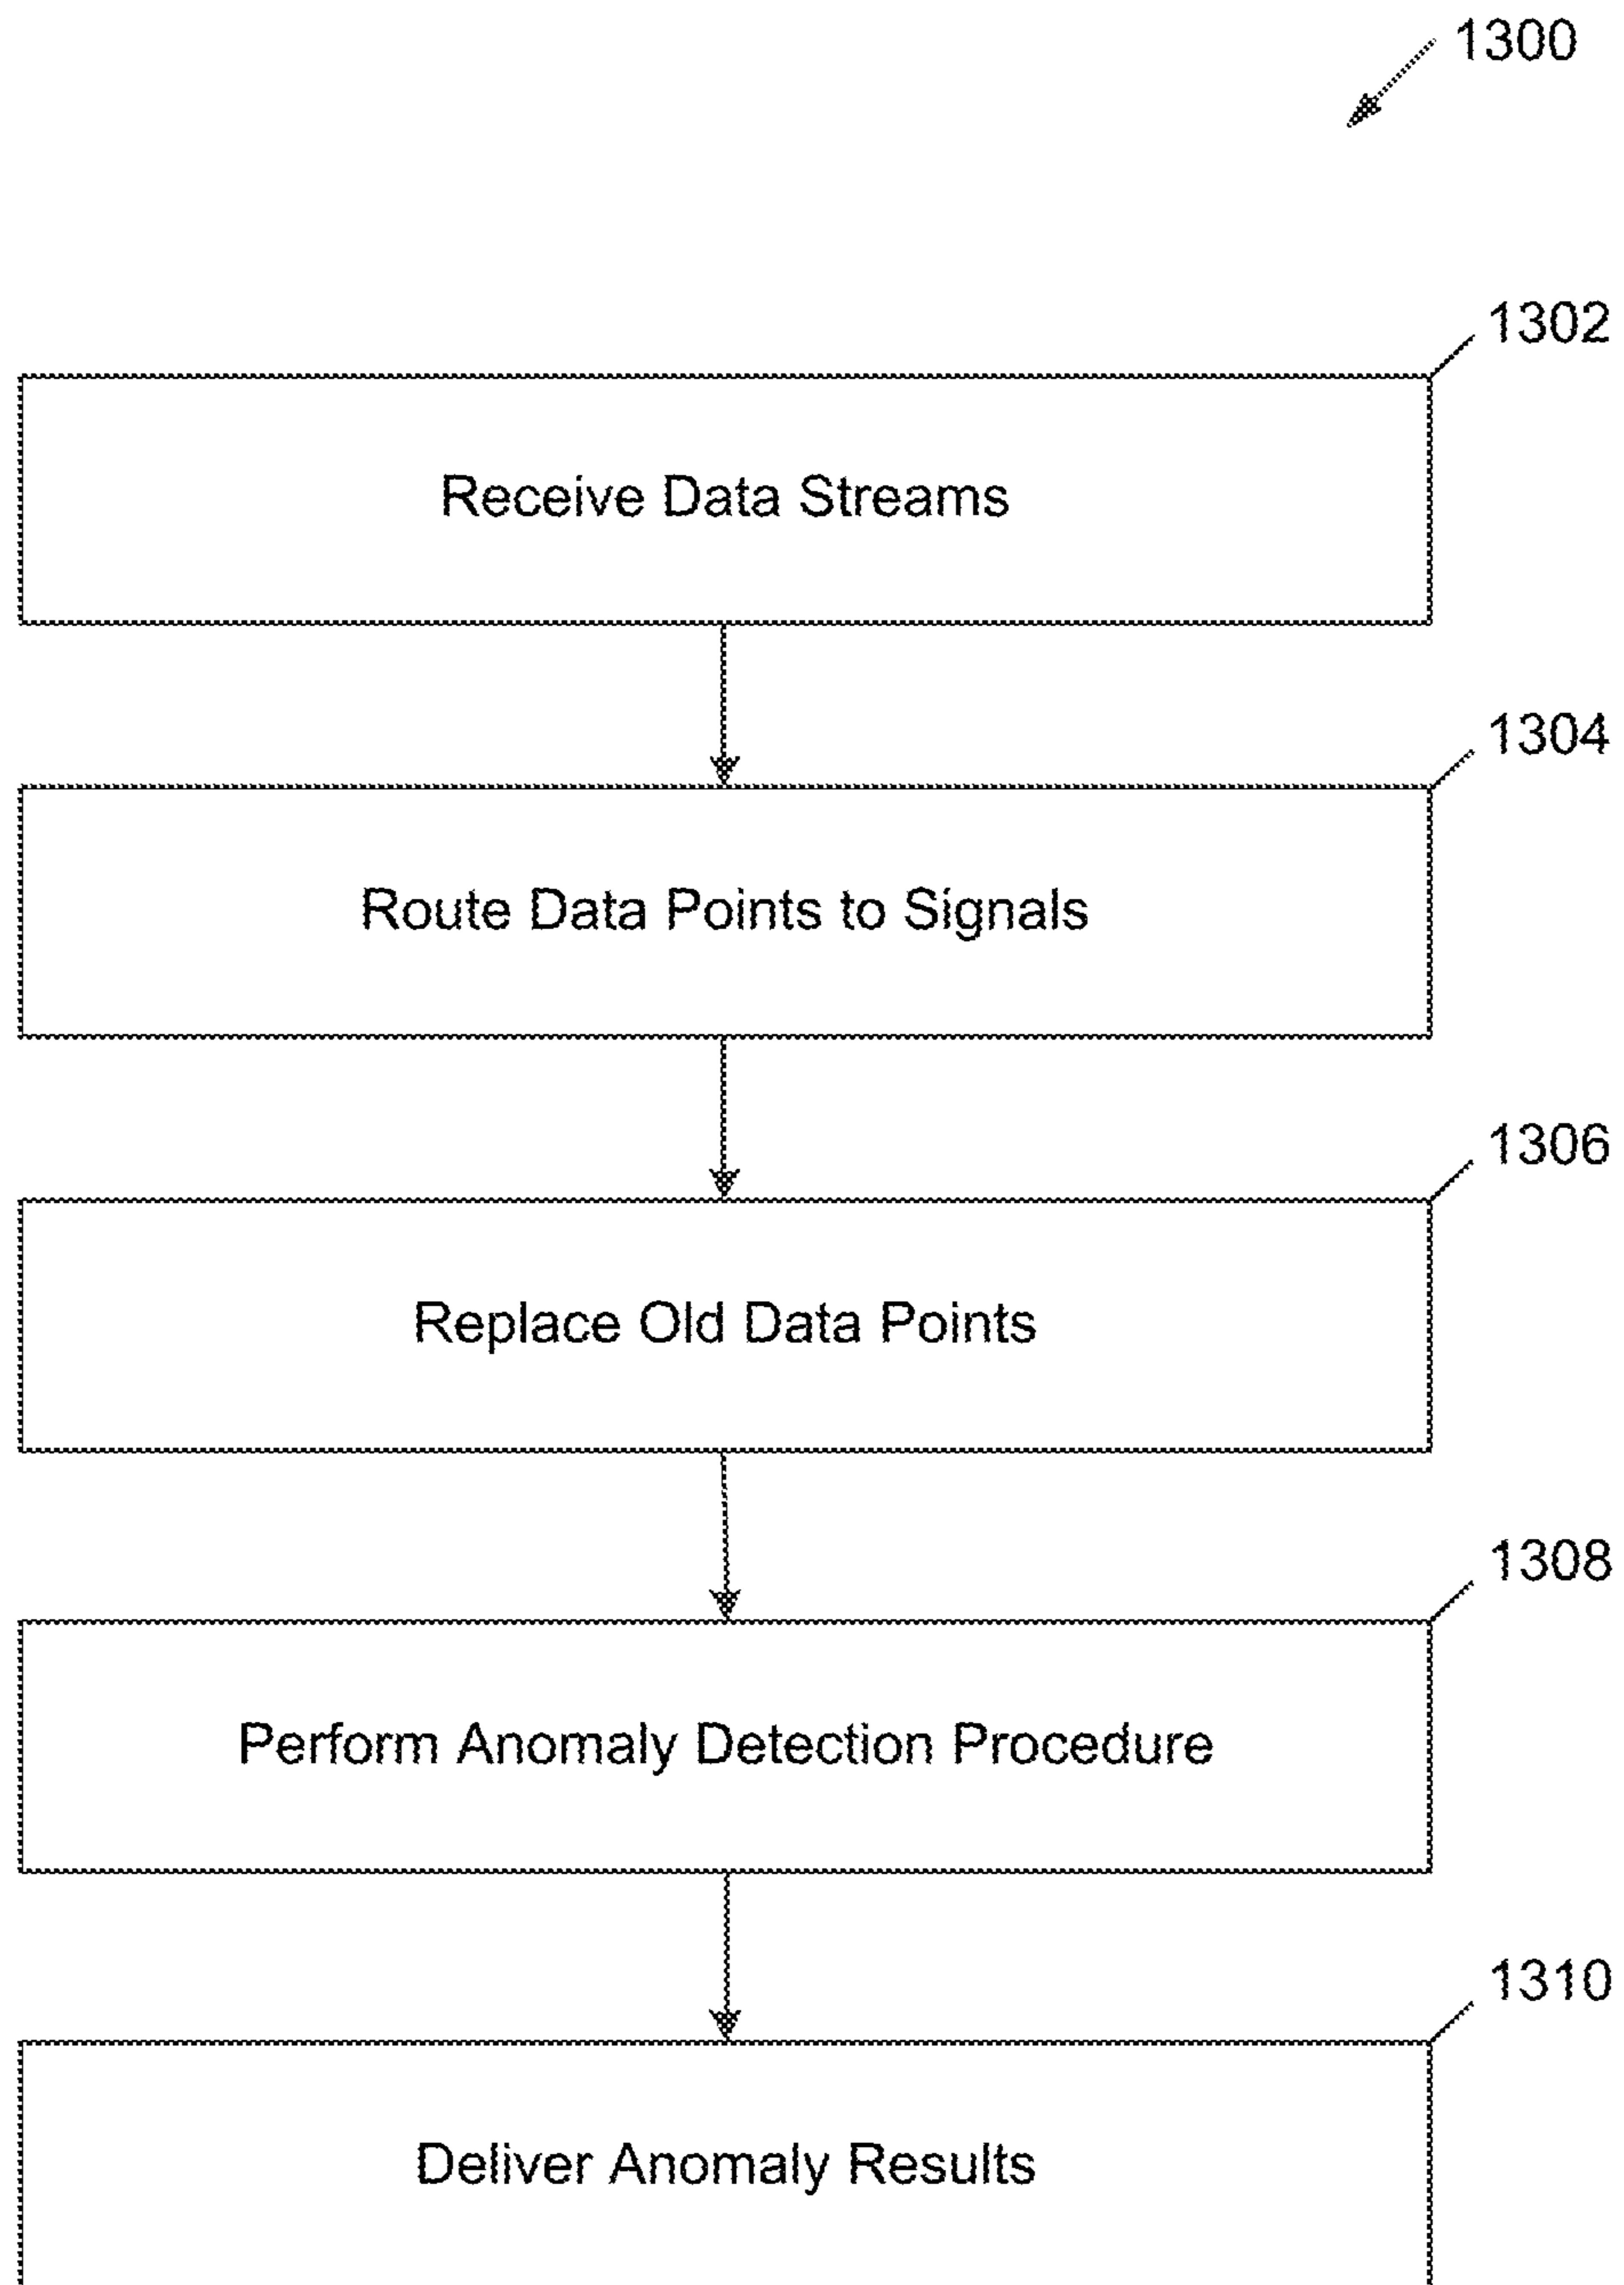 1300
1302
Receive Data Streams
1304
Route Data Points to Signals
1306
Replace Old Data Points
1308
Perform Anomaly Detection Procedure
1310
Deliver Anomaly Results